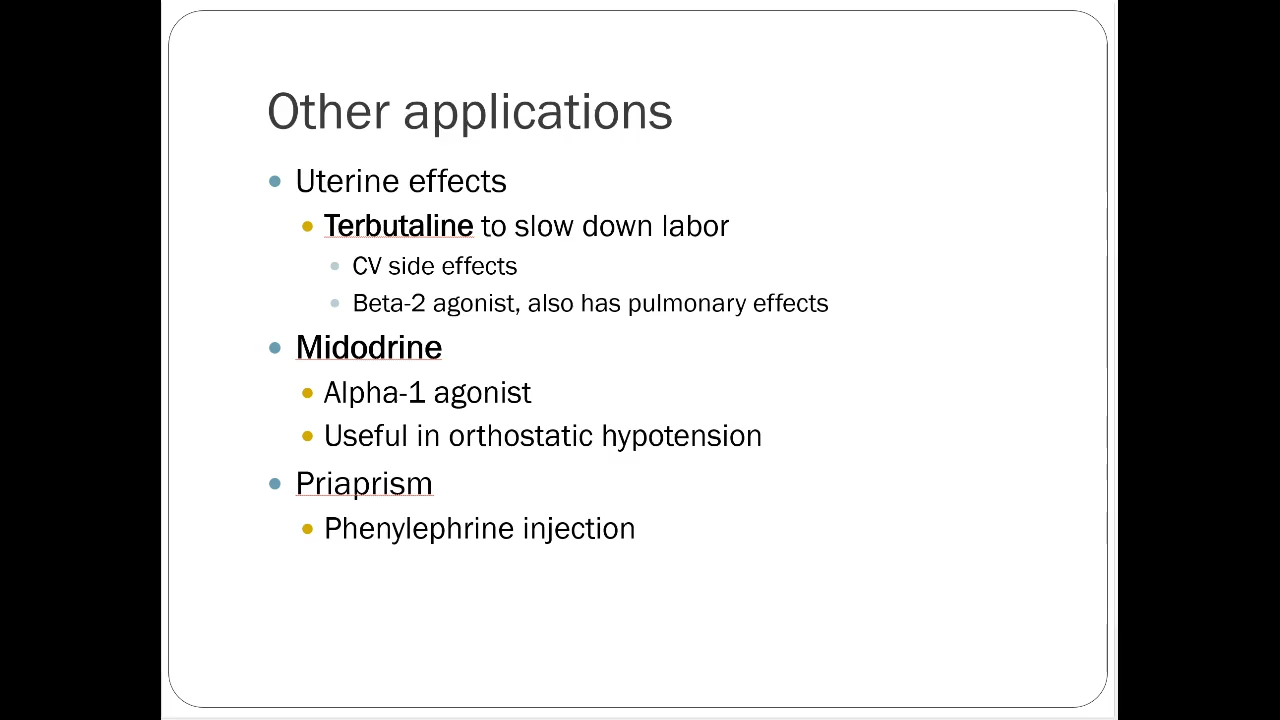 Other applications
Uterine effects
Terbutaline to slow down labor
CV side effects
Beta-2 agonist, also has pulmonary effects
Midodrine
Alpha-1 agonist
Useful in orthostatic hypotension
Priaprism
Phenylephrine injection